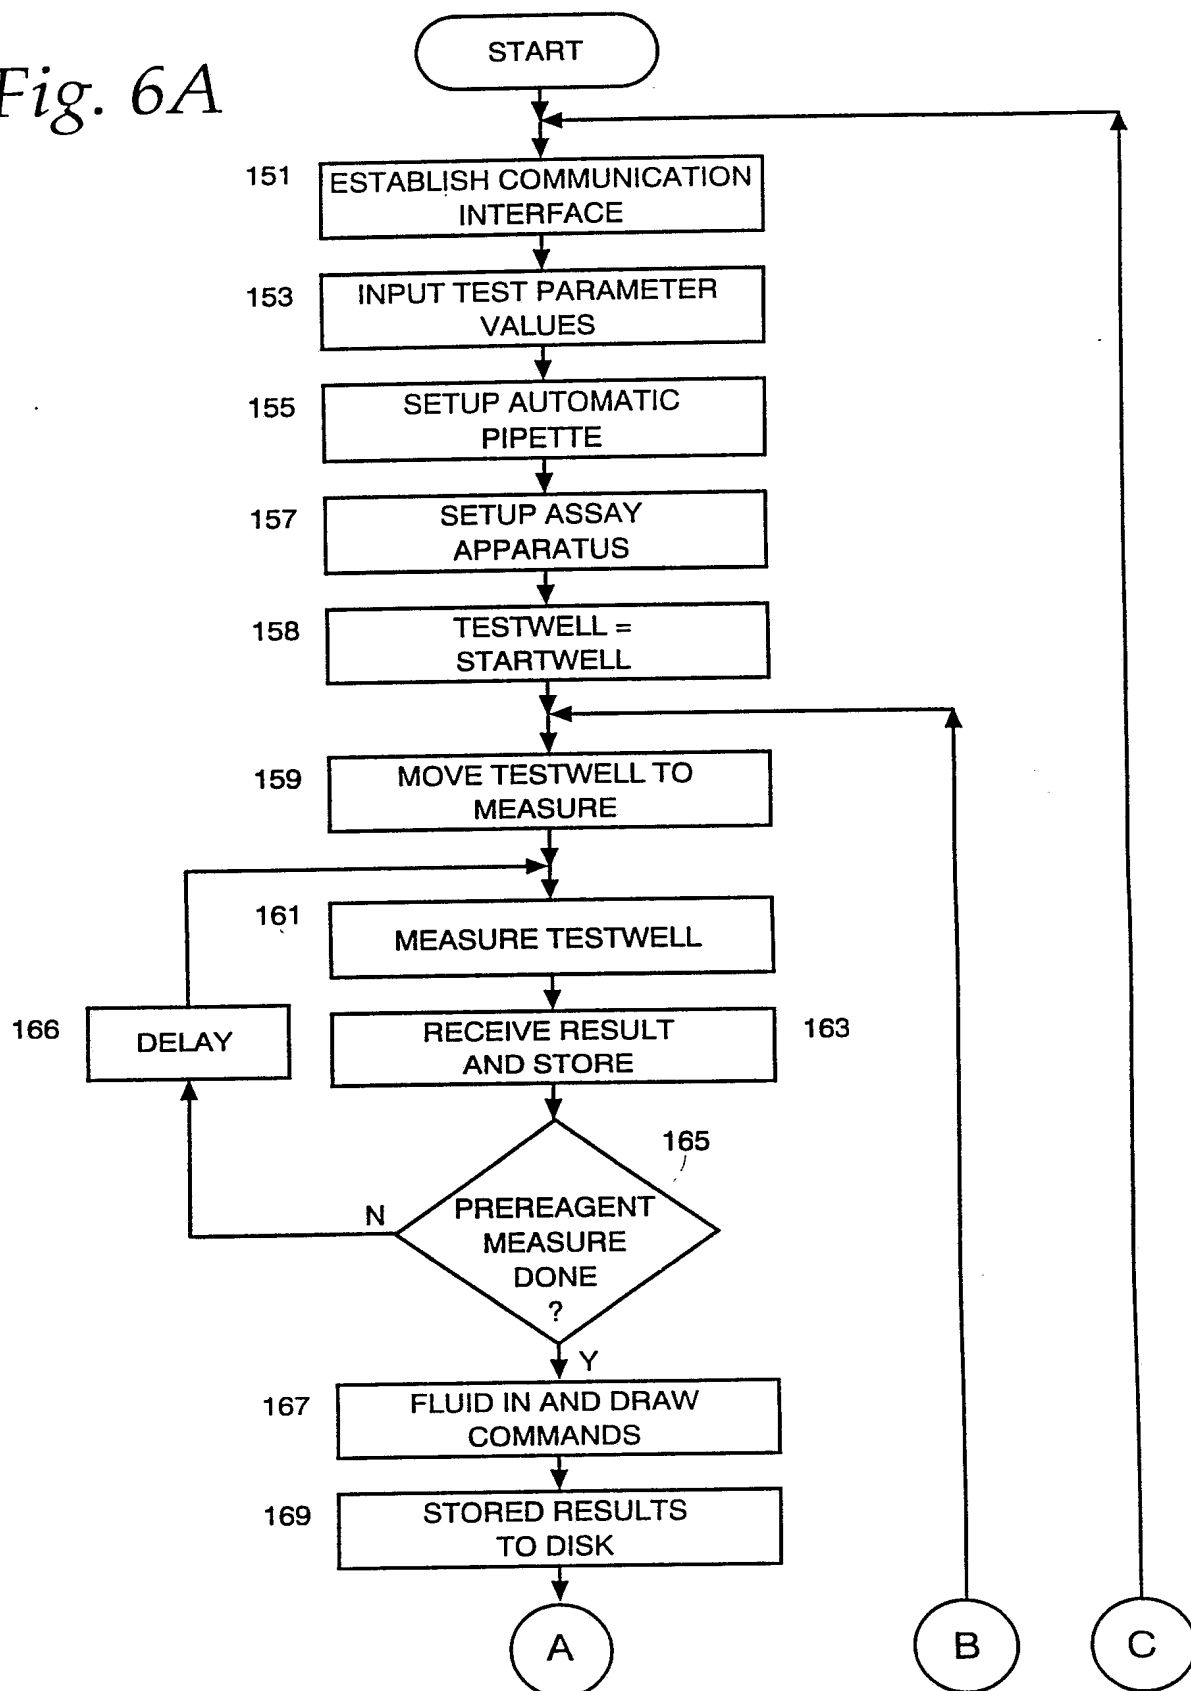 START
Fig. 6A
151
ESTABLISH COMMUNICATION
INTERFACE
153
INPUT TEST PARAMETER
VALUES
155
SETUP AUTOMATIC
PIPETTE
157
SETUP ASSAY
APPARATUS
158
TESTWELL =
STARTWELL
159
MOVE TESTWELL TO
MEASURE
161
MEASURE TESTWELL
166
DELAY
RECEIVE RESULT
AND STORE
163
165
N
PREREAGENT
MEASURE
DONE
?
Y
167
FLUID IN AND DRAW
COMMANDS
169
STORED RESULTS
TO DISK
A
B
C